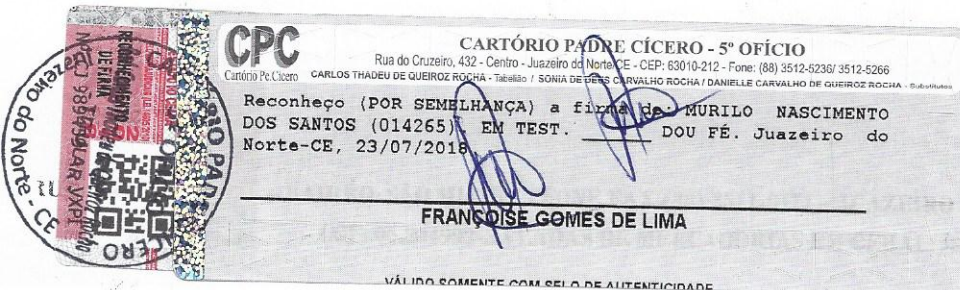 CPC
Cartório Pe.Cícero
CARTÓRIO PADRE CÍCERO - 5º OFÍCIO
Rua do Cruzeiro, 432 - Centro - Juazeiro do Norte/CE - CEP: 63010-212 - Fone: (88) 3512-5236/ 3512-5266
CARLOS THADEU DE QUEIROZ ROCHA - Tabelião / SONIA DE DEUS CARVALHO ROCHA / DANIELLE CARVALHO DE QUEIROZ ROCHA - Substitutas
Reconheço (POR SEMELHANÇA) a firma de: MURILO NASCIMENTO
DOS SANTOS (014265) EM TEST. ______ DOU FÉ. Juazeiro do
Norte-CE, 23/07/2018.
FRANÇOISE GOMES DE LIMA
VÁLIDO SOMENTE COM SELO DE AUTENTICIDADE
RECONHECIMENTO
DE FIRMA
do Norte - CE